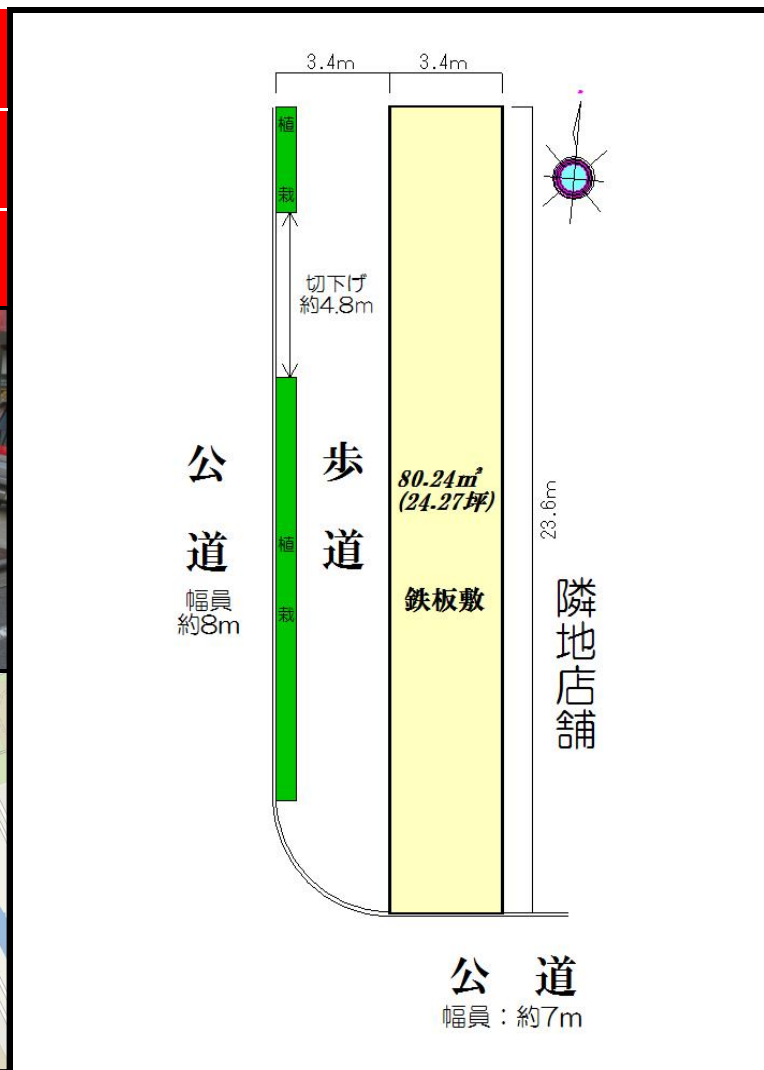 3.4m
3.4m
植
栽
切下げ
約4.8m
公
道
幅員
約8m
歩
道
植
栽
80.24㎡
(24.27坪)
鉄板敷
23.6m
隣地店舗
公 道
幅員：約7m